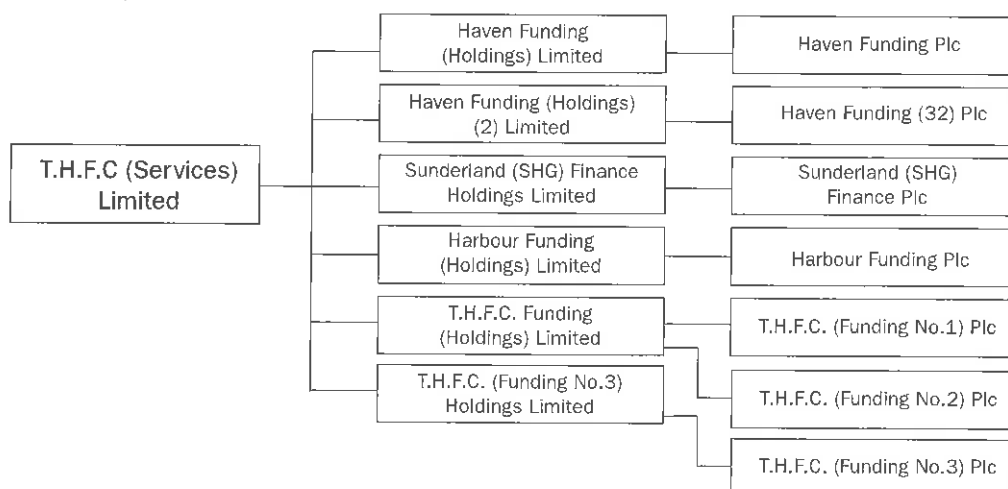 T.H.F.C (Services)
Limited
Haven Funding
(Holdings) Limited
Haven Funding Plc
Haven Funding (Holdings)
(2) Limited
Haven Funding (32) Plc
Sunderland (SHG) Finance
Holdings Limited
Sunderland (SHG)
Finance Plc
Harbour Funding
(Holdings) Limited
Harbour Funding Plc
T.H.F.C. Funding
(Holdings) Limited
T.H.F.C. (Funding No.1) Plc
T.H.F.C. (Funding No.2) Plc
T.H.F.C. (Funding No.3)
Holdings Limited
T.H.F.C. (Funding No.3) Plc